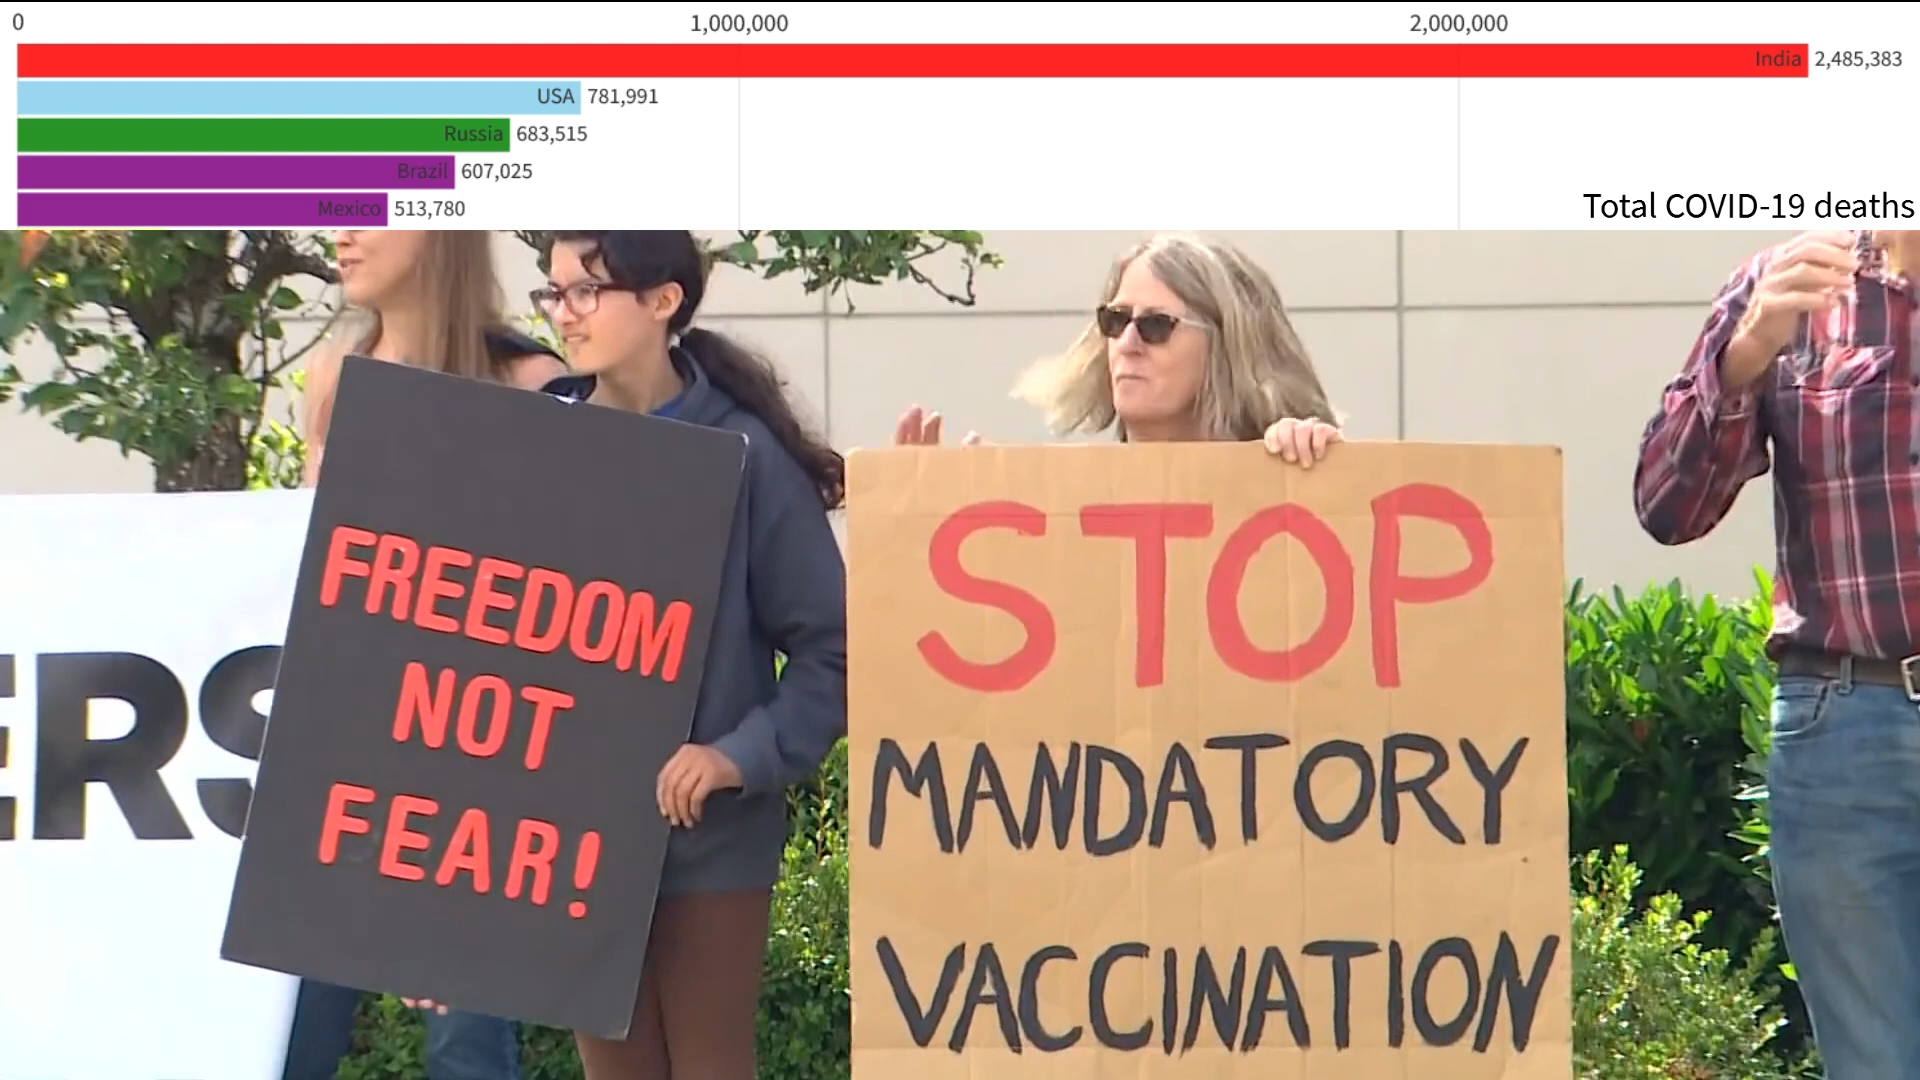 0 1,000,000 2,000,000
India 2,485,383
USA 781,991
Russia 683,515
Brazil 607,025
Mexico 513,780
Total COVID-19 deaths
ERS
FREEDOM
NOT
FEAR!
STOP
MANDATORY
VACCINATION